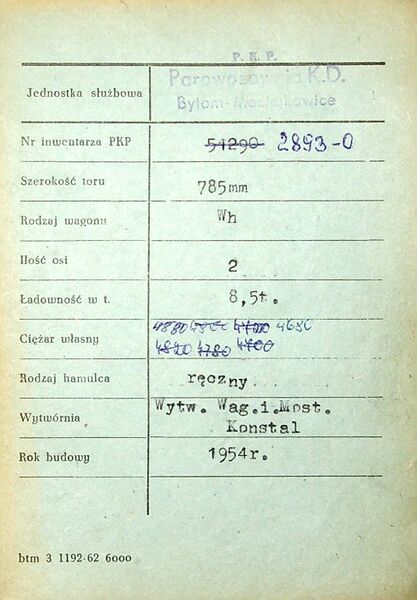 P. K. P.
Parowozownia K.D.
Jednostka służbowa
Bytom-Maciejkowice
Nr inwentarza PKP 51290 2893-0
Szerokość toru 785mm
Rodzaj wagonu Wh
Ilość osi 2
Ładowność w t. 8,5t.
4880 4700 4650
Ciężar własny
4820 4780 4700
Rodzaj hamulca ręczny
Wytw. Wag.i.Most.
Wytwórnia
Konstal
Rok budowy 1954r.
btm 3 1192-62 6000